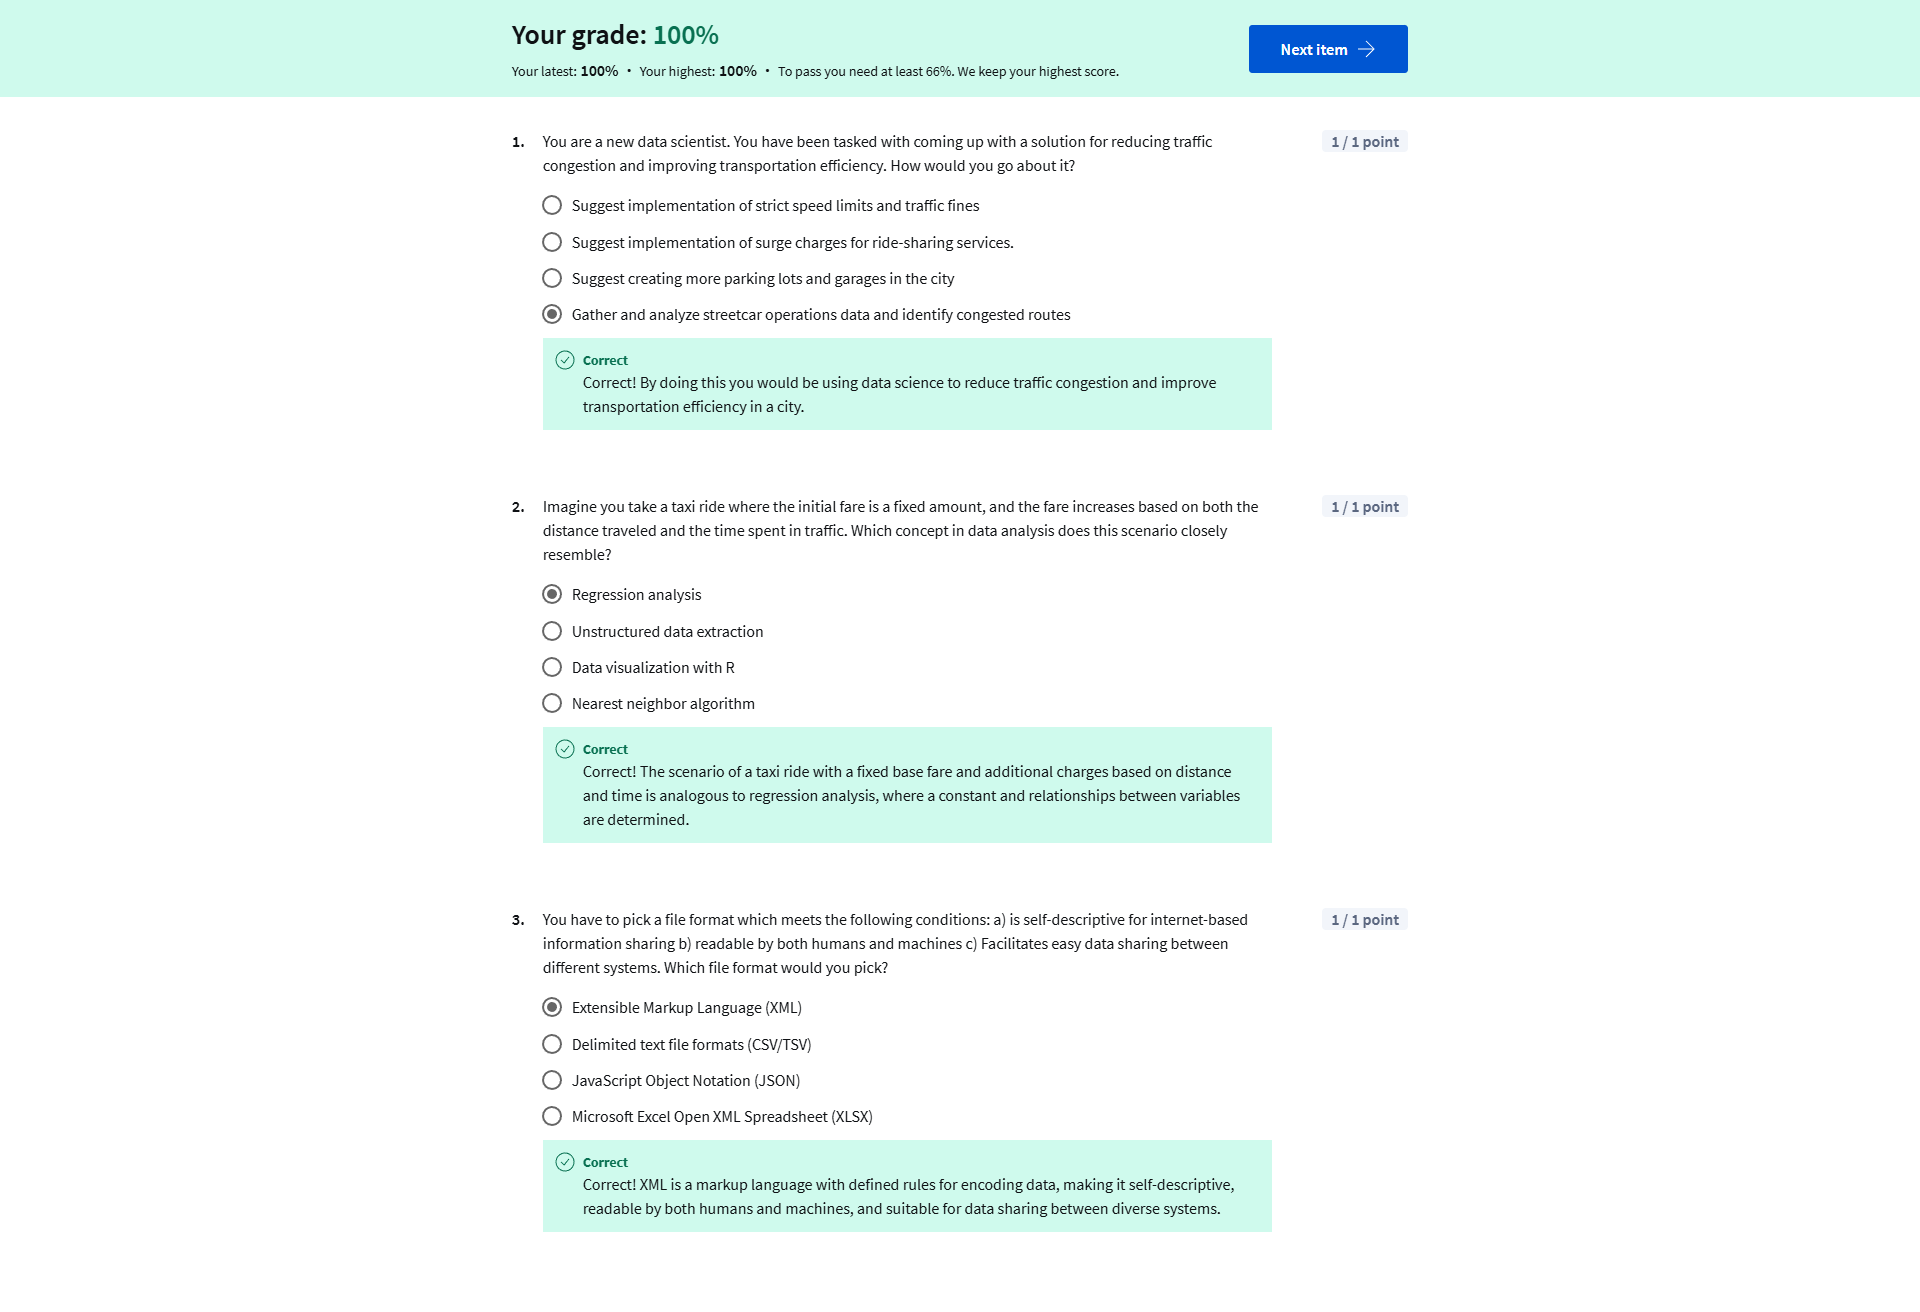 Your grade: 100%
Your latest: 100% • Your highest: 100% • To pass you need at least 66%. We keep your highest score.
Next item
1. You are a new data scientist. You have been tasked with coming up with a solution for reducing traffic
congestion and improving transportation efficiency. How would you go about it?
1 / 1 point
Suggest implementation of strict speed limits and traffic fines
Suggest implementation of surge charges for ride-sharing services.
Suggest creating more parking lots and garages in the city
Gather and analyze streetcar operations data and identify congested routes
Correct
Correct! By doing this you would be using data science to reduce traffic congestion and improve
transportation efficiency in a city.
2. Imagine you take a taxi ride where the initial fare is a fixed amount, and the fare increases based on both the
distance traveled and the time spent in traffic. Which concept in data analysis does this scenario closely
resemble?
1 / 1 point
Regression analysis
Unstructured data extraction
Data visualization with R
Nearest neighbor algorithm
Correct
Correct! The scenario of a taxi ride with a fixed base fare and additional charges based on distance
and time is analogous to regression analysis, where a constant and relationships between variables
are determined.
3. You have to pick a file format which meets the following conditions: a) is self-descriptive for internet-based
information sharing b) readable by both humans and machines c) Facilitates easy data sharing between
different systems. Which file format would you pick?
1 / 1 point
Extensible Markup Language (XML)
Delimited text file formats (CSV/TSV)
JavaScript Object Notation (JSON)
Microsoft Excel Open XML Spreadsheet (XLSX)
Correct
Correct! XML is a markup language with defined rules for encoding data, making it self-descriptive,
readable by both humans and machines, and suitable for data sharing between diverse systems.